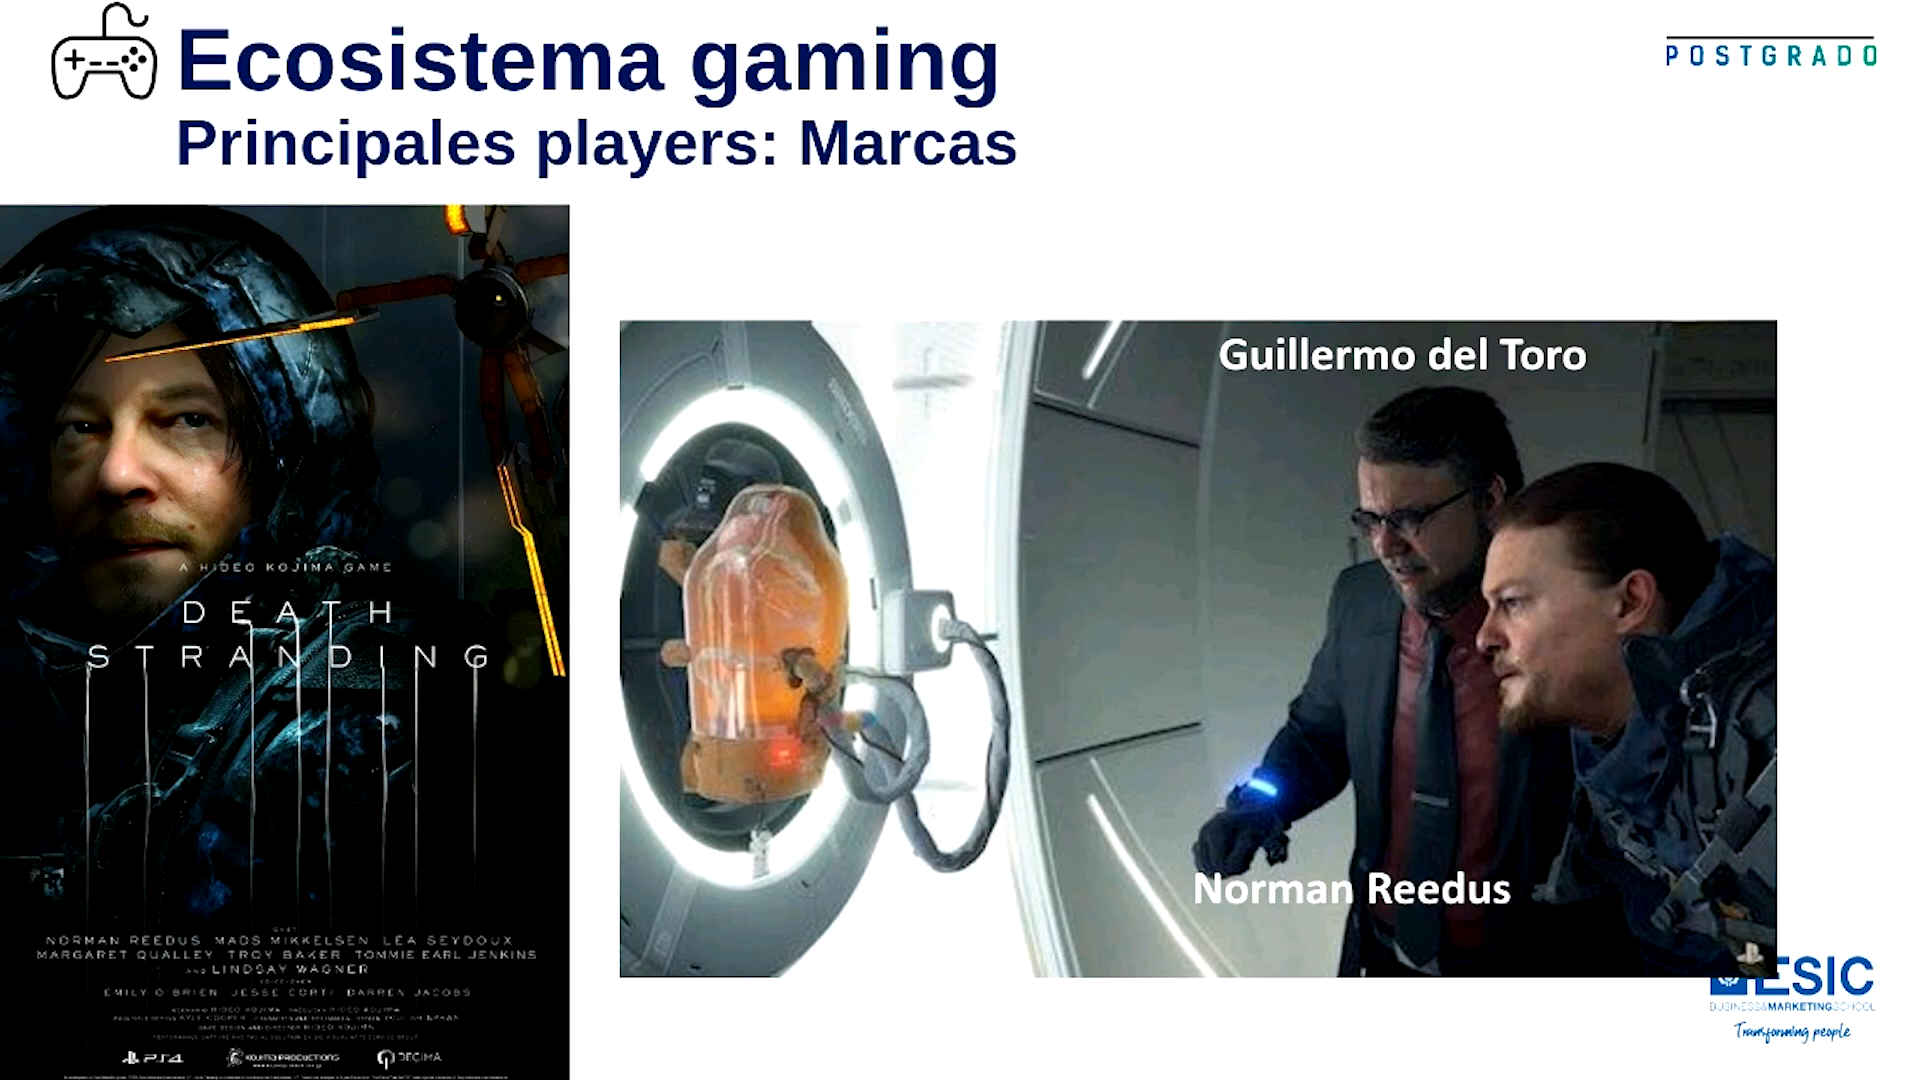 Ecosistema gaming
Principales players: Marcas
POSTGRADO
A HIDEO KOJIMA GAME
DEATH
STRANDING
CAST
NORMAN REEDUS MADS MIKKELSEN LÉA SEYDOUX
MARGARET QUALLEY TROY BAKER TOMMIE EARL JENKINS
AND LINDSAY WAGNER
EMILY O'BRIEN JESSE CORTI DARREN JACOBS
PS4
KOJIMA PRODUCTIONS
DECIMA
Guillermo del Toro
Norman Reedus
ESIC
BUSINESS&MARKETINGSCHOOL
Transforming people